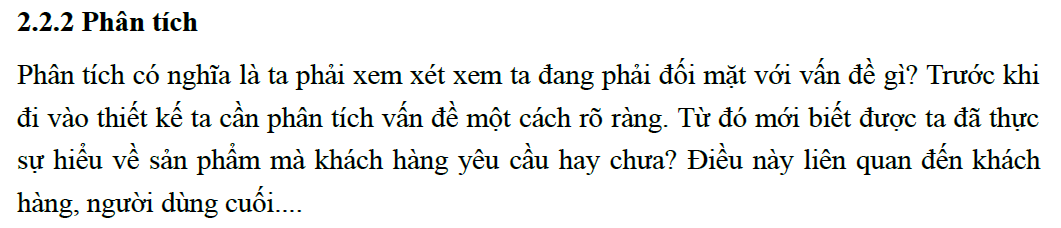 2.2.2 Phân tích
Phân tích có nghĩa là ta phải xem xét xem ta đang phải đối mặt với vấn đề gì? Trước khi
đi vào thiết kế ta cần phân tích vấn đề một cách rõ ràng. Từ đó mới biết được ta đã thực
sự hiểu về sản phẩm mà khách hàng yêu cầu hay chưa? Điều này liên quan đến khách
hàng, người dùng cuối....